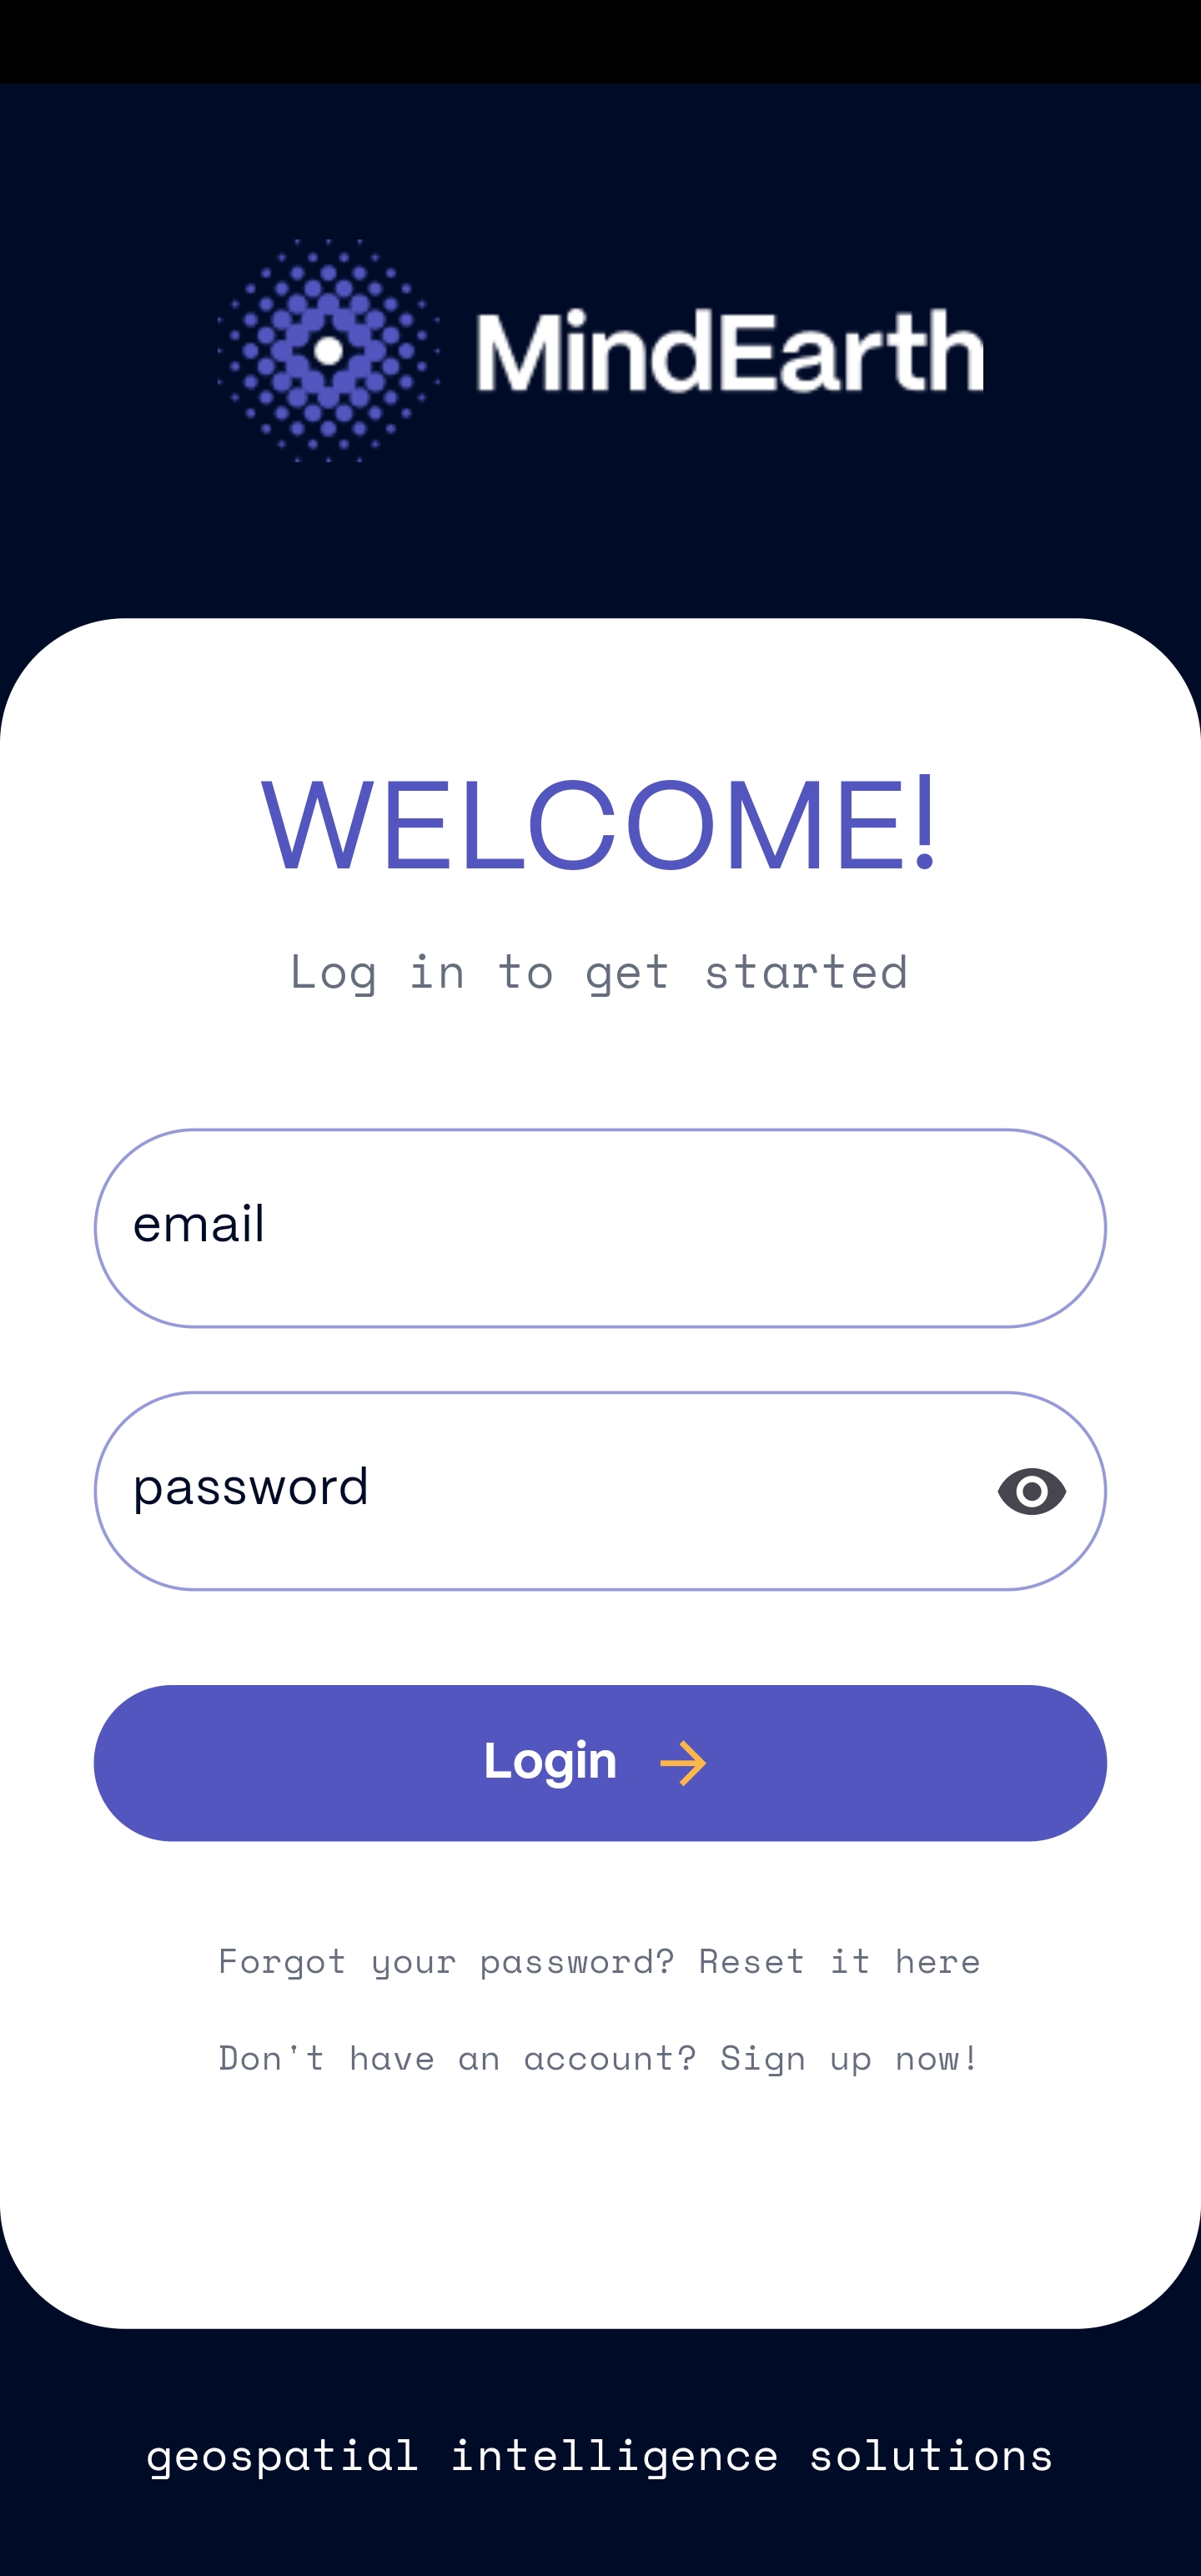 MindEarth
WELCOME!
Log in to get started
email
password
Login
Forgot your password? Reset it here
Don't have an account? Sign up now!
geospatial intelligence solutions